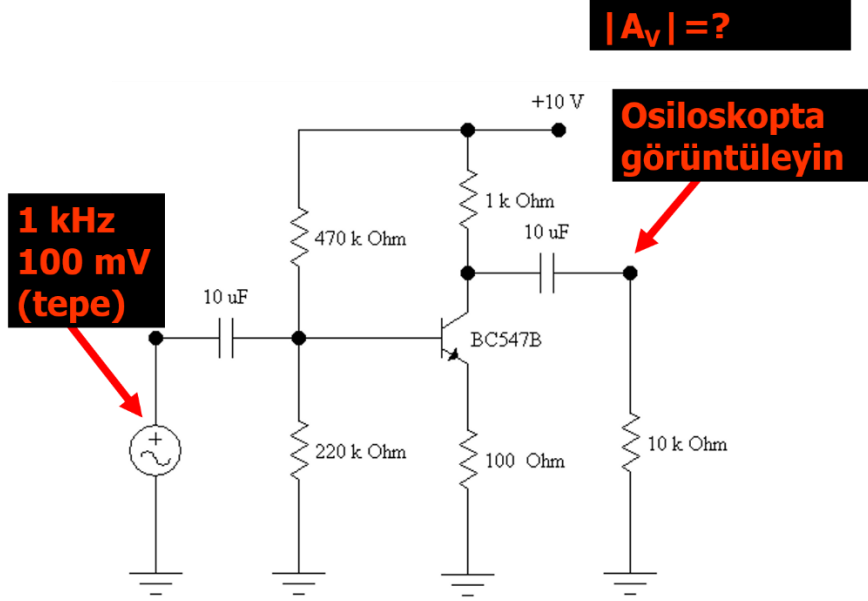 |A_V|=?
+10 V
Osiloskopta
görüntüleyin
1 k Ohm
1 kHz
100 mV
(tepe)
470 k Ohm
10 uF
10 uF
BC547B
+
220 k Ohm
100 Ohm
10 k Ohm